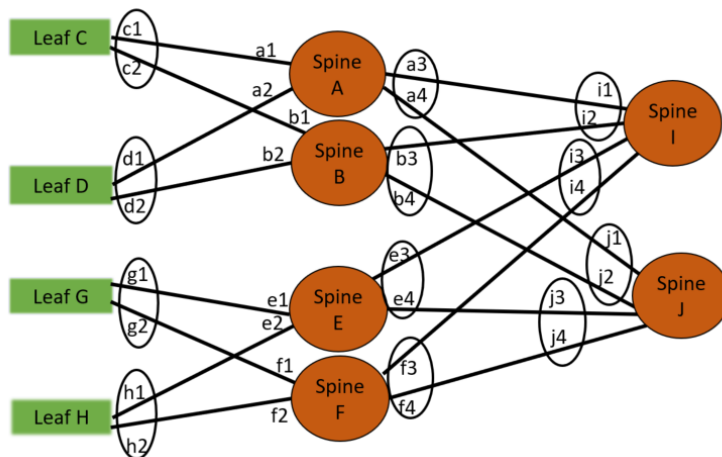 Leaf C
c1
c2
a1
a2
Spine
A
a3
a4
i1
i2
Spine
I
b1
b2
Spine
B
b3
b4
i3
i4
Leaf D
d1
d2
Leaf G
g1
g2
e1
e2
Spine
E
e3
e4
j1
j2
j3
j4
Spine
J
f1
f2
Spine
F
f3
f4
Leaf H
h1
h2